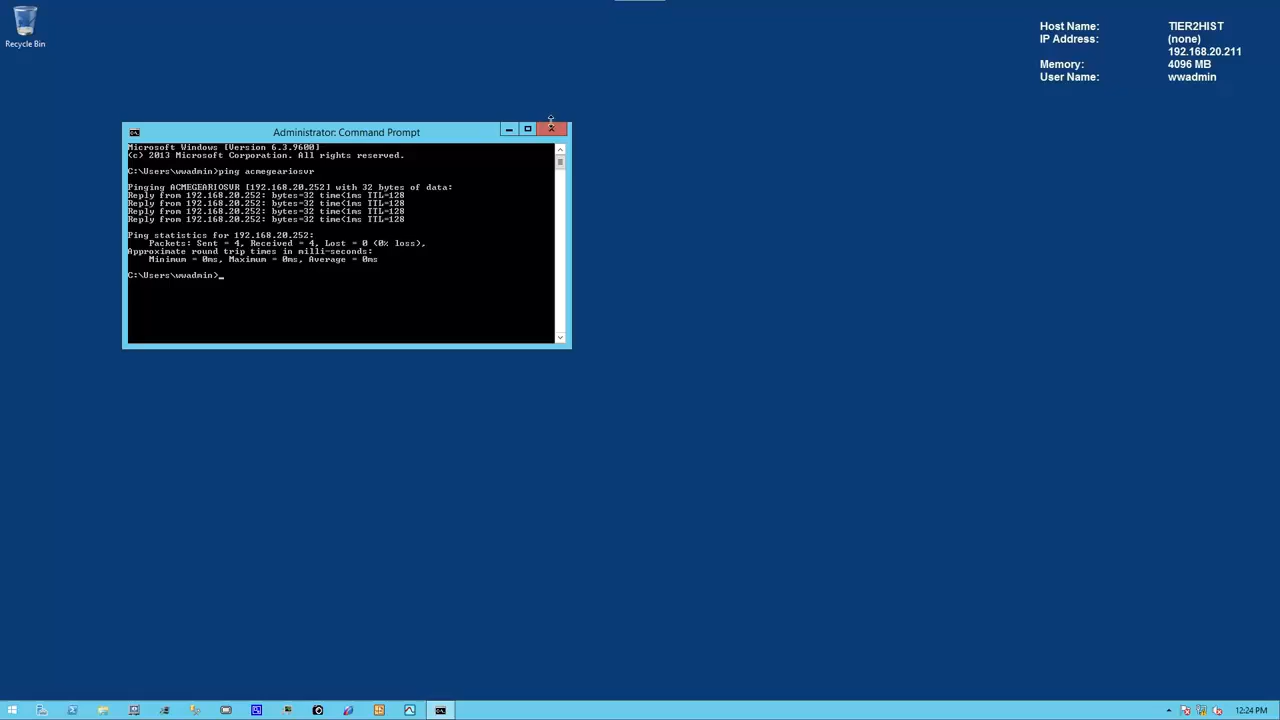 Recycle Bin
Host Name: TIER2HIST
IP Address: (none)
192.168.20.211
Memory: 4096 MB
User Name: wwadmin
Administrator: Command Prompt
Microsoft Windows [Version 6.3.9600]
(c) 2013 Microsoft Corporation. All rights reserved.
C:\Users\wwadmin>ping acmegeariosvr
Pinging ACMEGEARIOSVR [192.168.20.252] with 32 bytes of data:
Reply from 192.168.20.252: bytes=32 time<1ms TTL=128
Reply from 192.168.20.252: bytes=32 time<1ms TTL=128
Reply from 192.168.20.252: bytes=32 time<1ms TTL=128
Reply from 192.168.20.252: bytes=32 time<1ms TTL=128
Ping statistics for 192.168.20.252:
Packets: Sent = 4, Received = 4, Lost = 0 (0% loss),
Approximate round trip times in milli-seconds:
Minimum = 0ms, Maximum = 0ms, Average = 0ms
C:\Users\wwadmin>_
12:24 PM